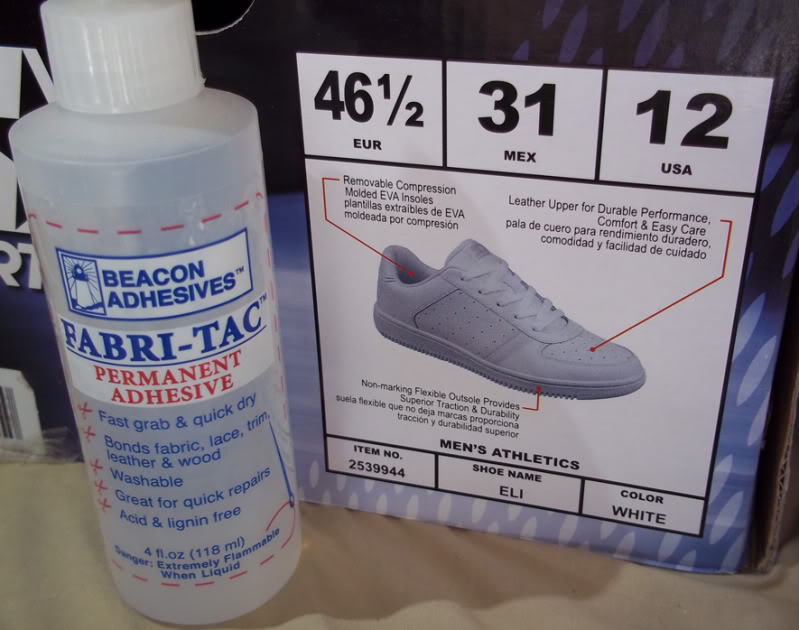 BEACON
ADHESIVES™
FABRI-TAC™
PERMANENT
ADHESIVE
Fast grab & quick dry
Bonds fabric, lace, trim,
leather & wood
Washable
Great for quick repairs
Acid & lignin free
4 fl.oz (118 ml)
Danger: Extremely Flammable
When Liquid
46½
EUR
31
MEX
12
USA
Removable Compression
Molded EVA Insoles
plantillas extraibles de EVA
moldeada por compresión
Leather Upper for Durable Performance,
Comfort & Easy Care
pala de cuero para rendimiento duradero,
comodidad y facilidad de cuidado
Non-marking Flexible Outsole Provides
Superior Traction & Durability
suela flexible que no deja marcas proporciona
tracción y durabilidad superior
MEN'S ATHLETICS
ITEM NO.
2539944
SHOE NAME
ELI
COLOR
WHITE